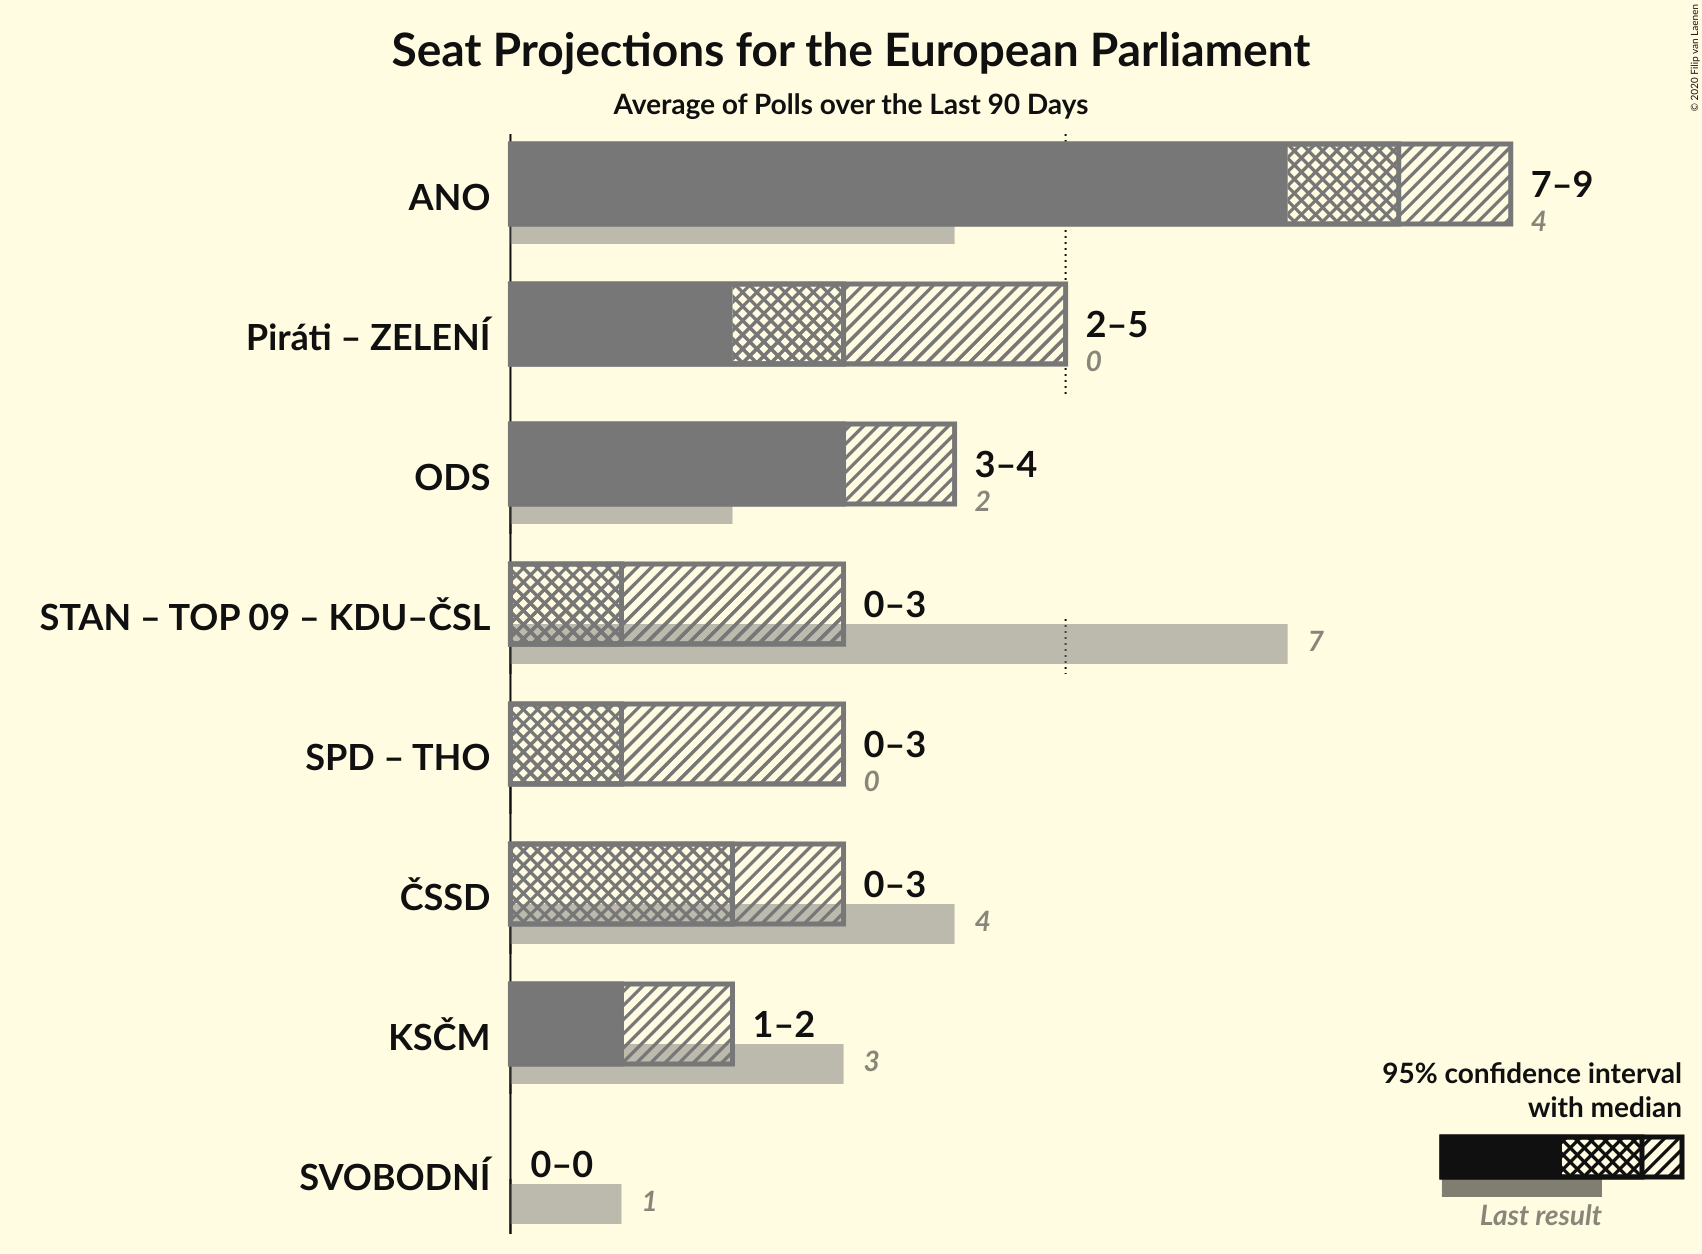 Seat Projections for the European Parliament
Average of Polls over the Last 90 Days
© 2020 Filip van Laenen
ANO
7–9
4
Piráti – ZELENÍ
2–5
0
ODS
3–4
2
STAN – TOP 09 – KDU–ČSL
0–3
7
SPD – THO
0–3
0
ČSSD
0–3
4
KSČM
1–2
3
SVOBODNÍ
0–0
1
95% confidence interval
with median
Last result